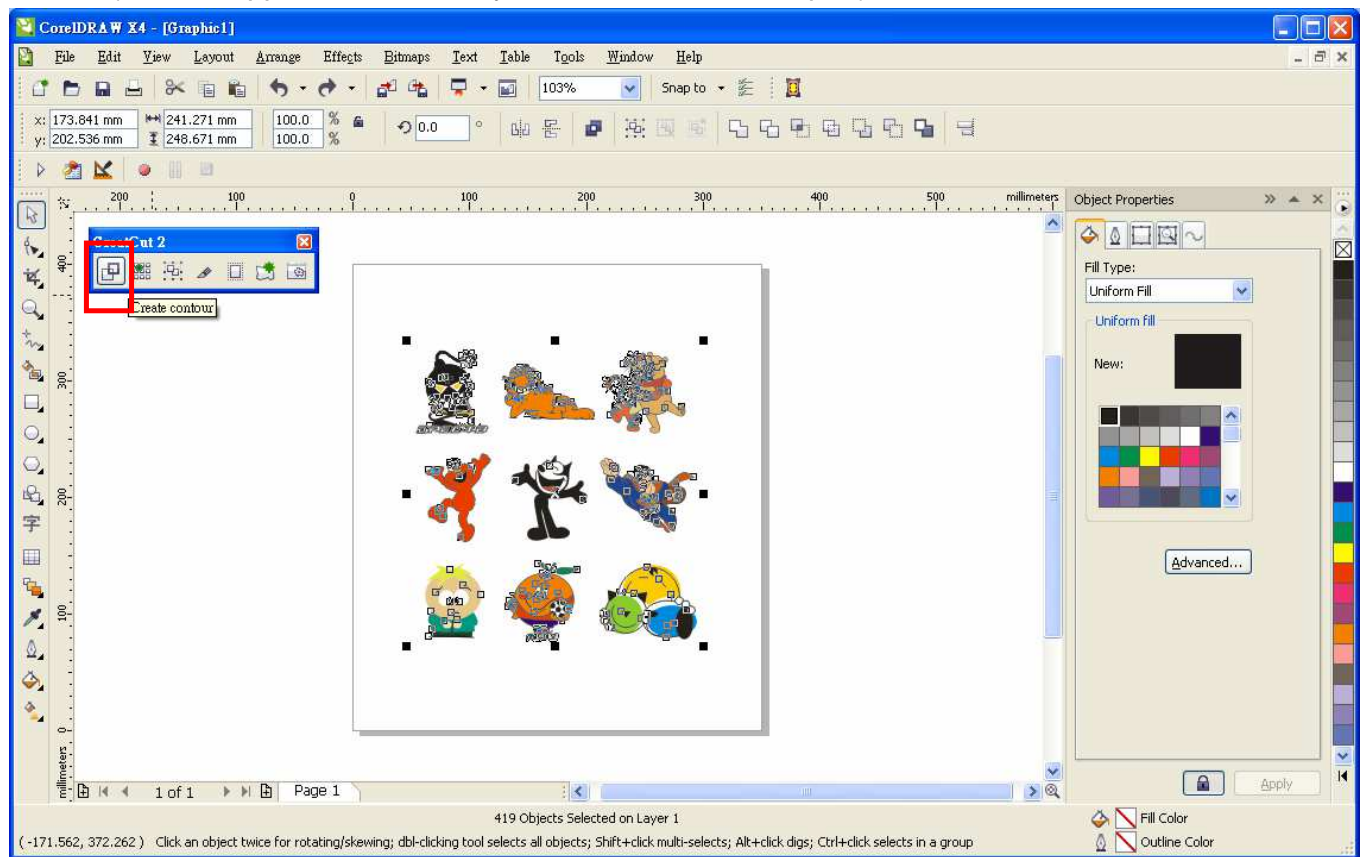 CorelDRAW X4 - [Graphic1]
File Edit View Layout Arrange Effects Bitmaps Text Table Tools Window Help
103% Snap to
x: 173.841 mm 241.271 mm 100.0 %
y: 202.536 mm 248.671 mm 100.0 %
0.0 °
200 100 0 100 200 300 400 500 millimeters
Object Properties
Cut 2
Create contour
Fill Type:
Uniform Fill
Uniform fill
New:
Advanced...
400
300
200
100
0
millimeters
字
1 of 1 Page 1
Apply
419 Objects Selected on Layer 1
Fill Color
( -171.562, 372.262 ) Click an object twice for rotating/skewing; dbl-clicking tool selects all objects; Shift+click multi-selects; Alt+click digs; Ctrl+click selects in a group
Outline Color